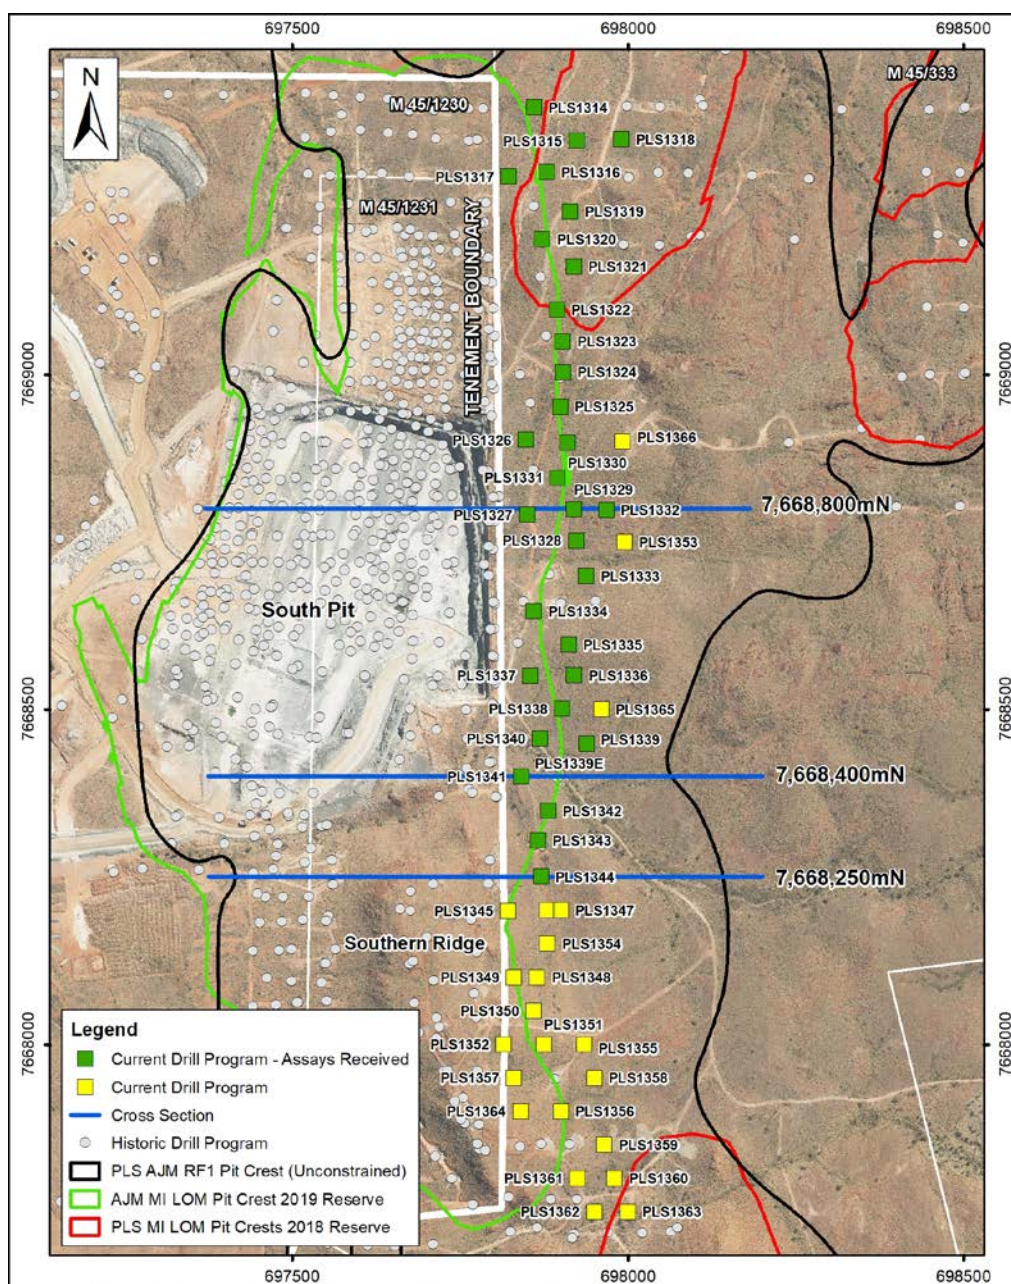 697500
698000
698500
N
M 45/1230
M 45/333
PLS1314
PLS1315
PLS1318
PLS1317
PLS1316
M 45/1231
TENEMENT BOUNDARY
PLS1319
PLS1320
PLS1321
PLS1322
PLS1323
7669000
7669000
PLS1324
PLS1325
PLS1326
PLS1366
PLS1330
PLS1331
PLS1329
PLS1327
PLS1332
7,668,800mN
PLS1328
PLS1353
PLS1333
South Pit
PLS1334
PLS1335
PLS1337
PLS1336
7668500
7668500
PLS1338
PLS1365
PLS1340
PLS1339
PLS1339E
PLS1341
7,668,400mN
PLS1342
PLS1343
PLS1344
7,668,250mN
PLS1345
PLS1347
Southern Ridge
PLS1354
PLS1349
PLS1348
PLS1350
PLS1351
7668000
7668000
PLS1352
PLS1355
PLS1357
PLS1358
PLS1364
PLS1356
PLS1359
PLS1361
PLS1360
PLS1362
PLS1363
Legend
Current Drill Program - Assays Received
Current Drill Program
Cross Section
Historic Drill Program
PLS AJM RF1 Pit Crest (Unconstrained)
AJM MI LOM Pit Crest 2019 Reserve
PLS MI LOM Pit Crests 2018 Reserve
697500
698000
698500